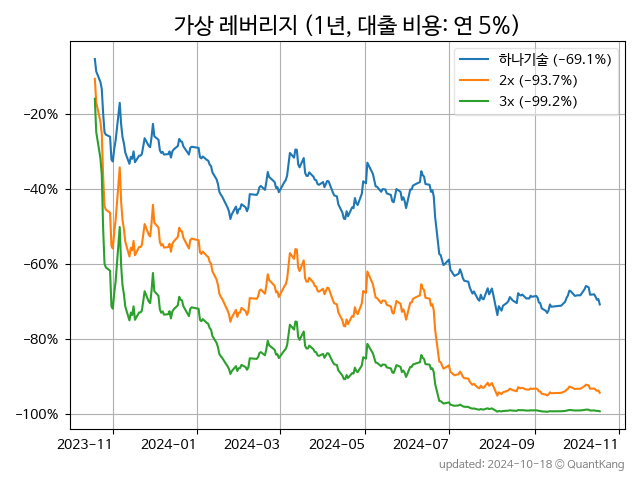 가상 레버리지 (1년, 대출 비용: 연 5%)
하나기술 (-69.1%)
2x (-93.7%)
3x (-99.2%)
-20%
-40%
-60%
-80%
-100%
2023-11 2024-01 2024-03 2024-05 2024-07 2024-09 2024-11
updated: 2024-10-18 © QuantKang